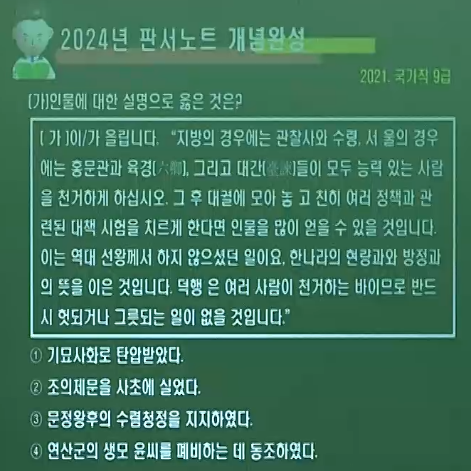 2024년 판서노트 개념완성
2021. 국가직 9급
(가)인물에 대한 설명으로 옳은 것은?
( 가 )이/가 올립니다. “지방의 경우에는 관찰사와 수령, 서 울의 경우
에는 홍문관과 육경(六卿), 그리고 대간(臺諫)들이 모두 능력 있는 사람
을 천거하게 하십시오. 그 후 대궐에 모아 놓 고 친히 여러 정책과 관
련된 대책 시험을 치르게 한다면 인물을 많이 얻을 수 있을 것입니다.
이는 역대 선왕께서 하지 않으셨던 일이요, 한나라의 현량과와 방정과
의 뜻을 이은 것입니다. 덕행 은 여러 사람이 천거하는 바이므로 반드
시 헛되거나 그릇되는 일이 없을 것입니다.”
① 기묘사화로 탄압받았다.
② 조의제문을 사초에 실었다.
③ 문정왕후의 수렴청정을 지지하였다.
④ 연산군의 생모 윤씨를 폐비하는 데 동조하였다.